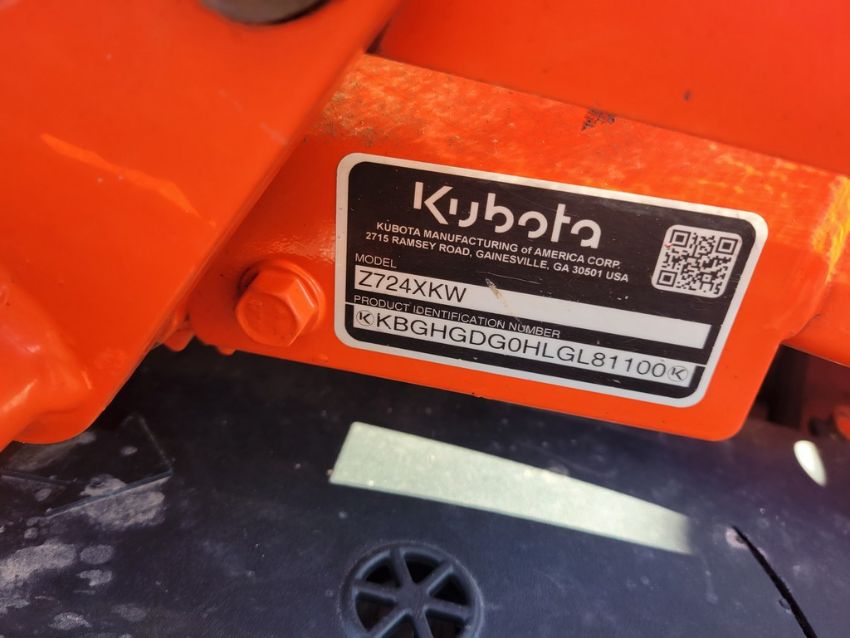 Kubota
KUBOTA MANUFACTURING of AMERICA CORP.
2715 RAMSEY ROAD, GAINESVILLE, GA 30501 USA
MODEL
Z724XKW
PRODUCT IDENTIFICATION NUMBER
KBGHGDG0HLGL81100